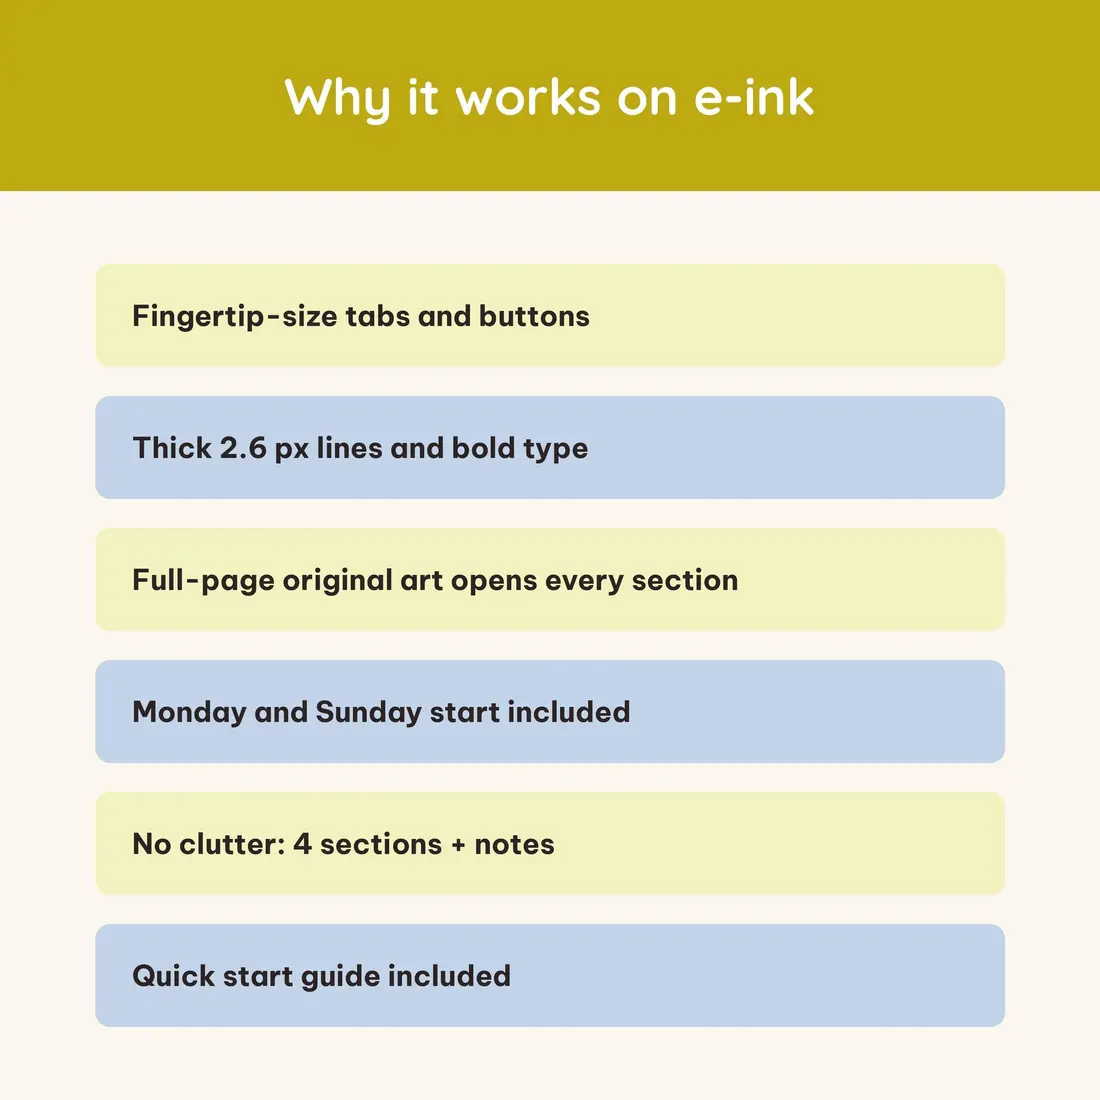 Why it works on e-ink
Fingertip-size tabs and buttons
Thick 2.6 px lines and bold type
Full-page original art opens every section
Monday and Sunday start included
No clutter: 4 sections + notes
Quick start guide included